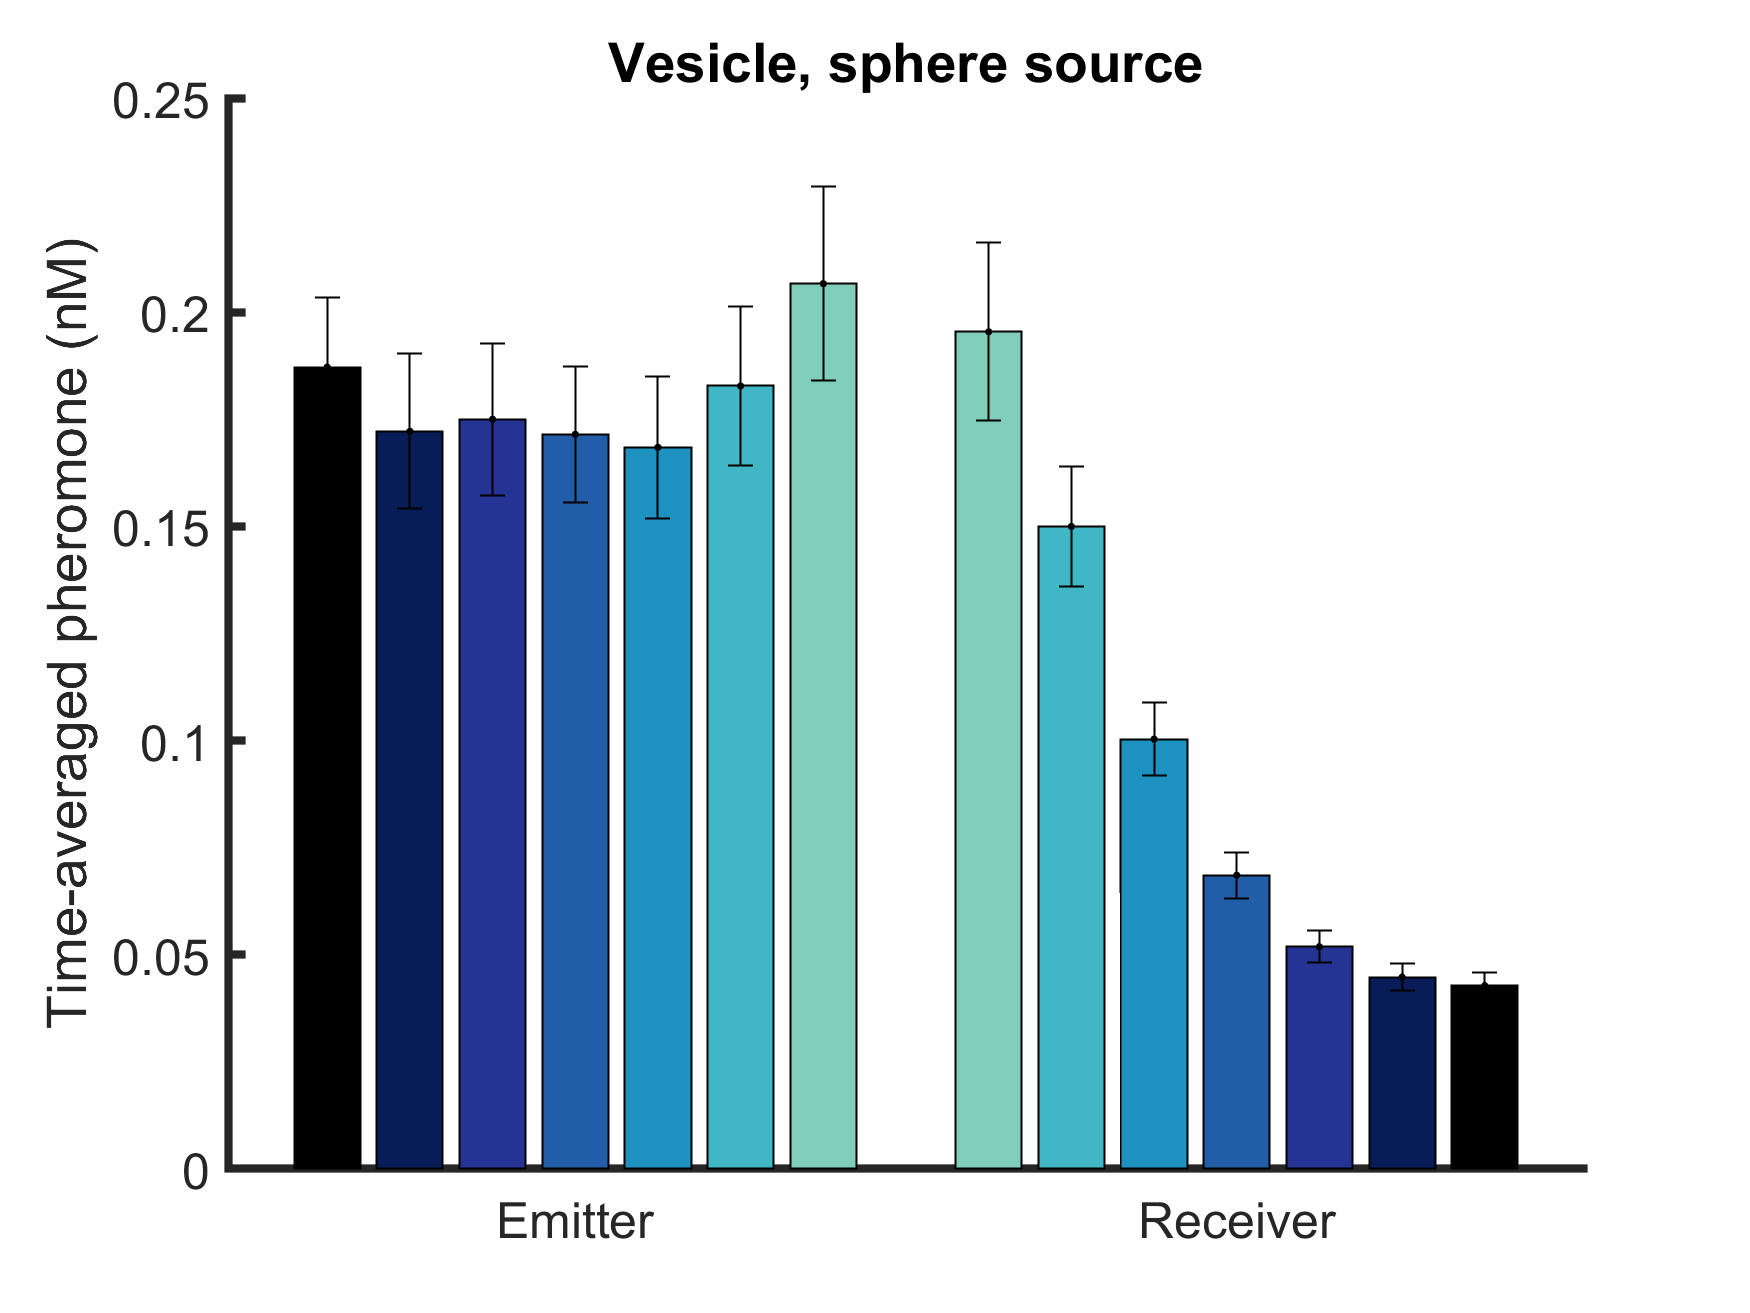 Vesicle, sphere source
Time-averaged pheromone (nM)
0.25
0.2
0.15
0.1
0.05
0
Emitter
Receiver